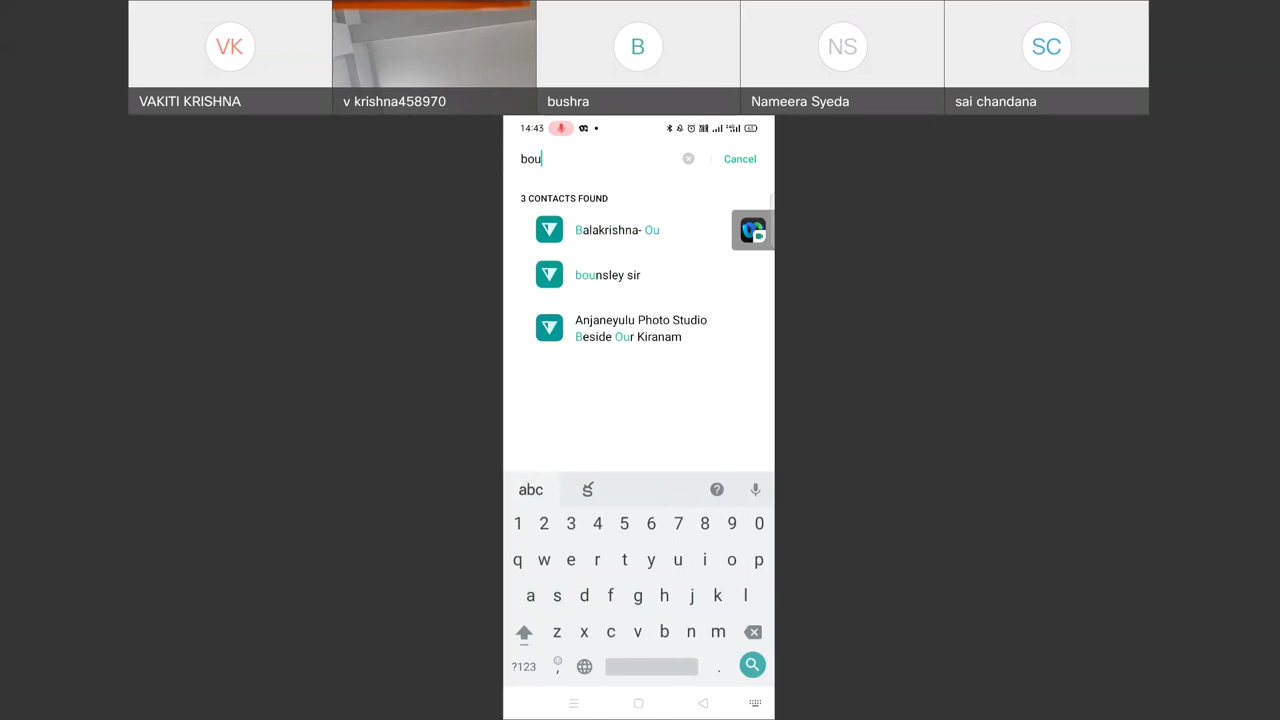 VK
B
NS
SC
VAKITI KRISHNA
v krishna458970
bushra
Nameera Syeda
sai chandana
14:43
bou
Cancel
3 CONTACTS FOUND
Balakrishna- Ou
bounsley sir
Anjaneyulu Photo Studio
Beside Our Kiranam
abc
1 2 3 4 5 6 7 8 9 0
q w e r t y u i o p
a s d f g h j k l
z x c v b n m
?123 , .